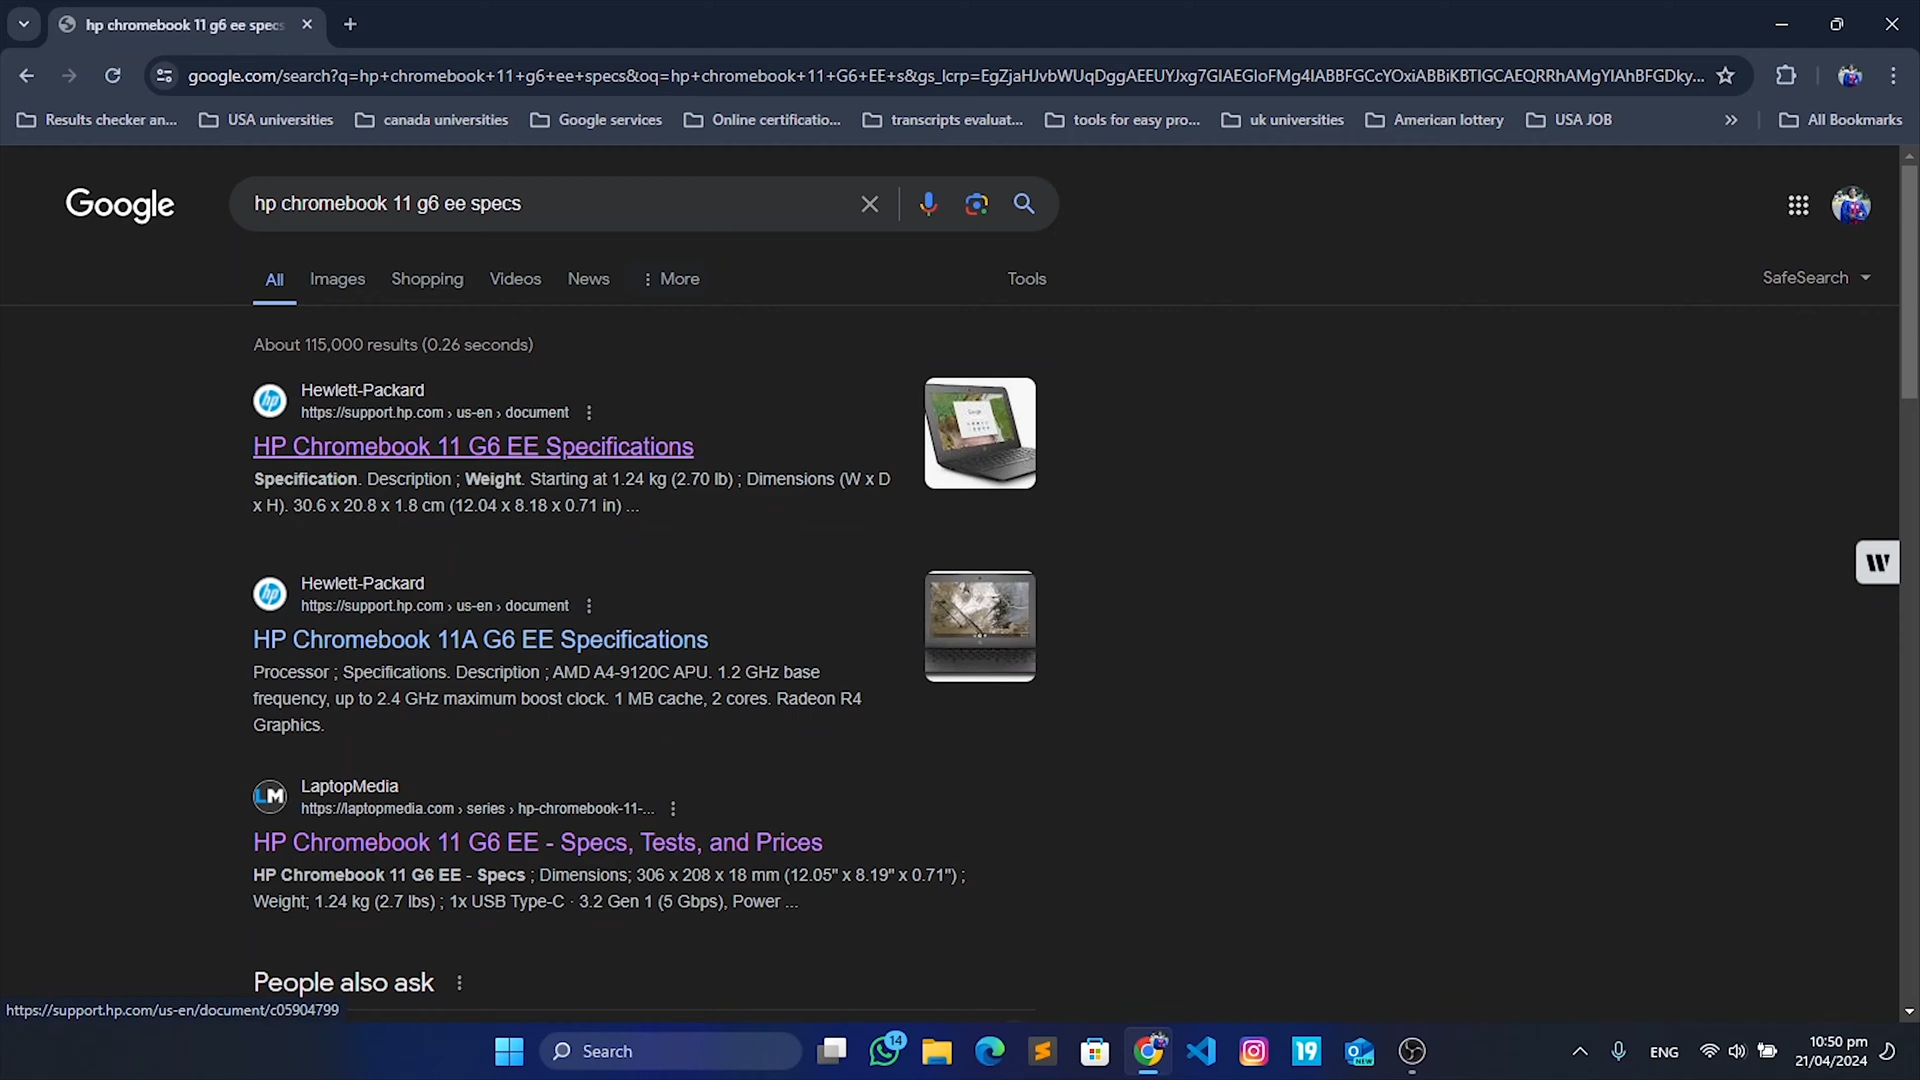 hp chromebook 11 g6 ee specs
google.com/search?q=hp+chromebook+11+g6+ee+specs&oq=hp+chromebook+11+G6+EE+s&gs_lcrp=EgZjaHJvbWUqDggAEEUYJxg7GIAEGIoFMg4IABBFGCcYOxiABBiKBTIGCAEQRRhAMgYIAhBFGDky...
Results checker an... USA universities canada universities Google services Online certificatio... transcripts evaluat... tools for easy pro... uk universities American lottery USA JOB » All Bookmarks
Google hp chromebook 11 g6 ee specs
All Images Shopping Videos News More Tools SafeSearch
About 115,000 results (0.26 seconds)
hp Hewlett-Packard
https://support.hp.com › us-en › document
HP Chromebook 11 G6 EE Specifications
Specification. Description ; Weight. Starting at 1.24 kg (2.70 lb) ; Dimensions (W x D
x H). 30.6 x 20.8 x 1.8 cm (12.04 x 8.18 x 0.71 in) ...
hp Hewlett-Packard
https://support.hp.com › us-en › document
HP Chromebook 11A G6 EE Specifications
Processor ; Specifications. Description ; AMD A4-9120C APU. 1.2 GHz base
frequency, up to 2.4 GHz maximum boost clock. 1 MB cache, 2 cores. Radeon R4
Graphics.
W
LM LaptopMedia
https://laptopmedia.com › series › hp-chromebook-11-...
HP Chromebook 11 G6 EE - Specs, Tests, and Prices
HP Chromebook 11 G6 EE - Specs ; Dimensions; 306 x 208 x 18 mm (12.05" x 8.19" x 0.71") ;
Weight; 1.24 kg (2.7 lbs) ; 1x USB Type-C · 3.2 Gen 1 (5 Gbps), Power ...
People also ask
https://support.hp.com/us-en/document/c05904799
Search 14 19 NEW ENG 10:50 pm
21/04/2024